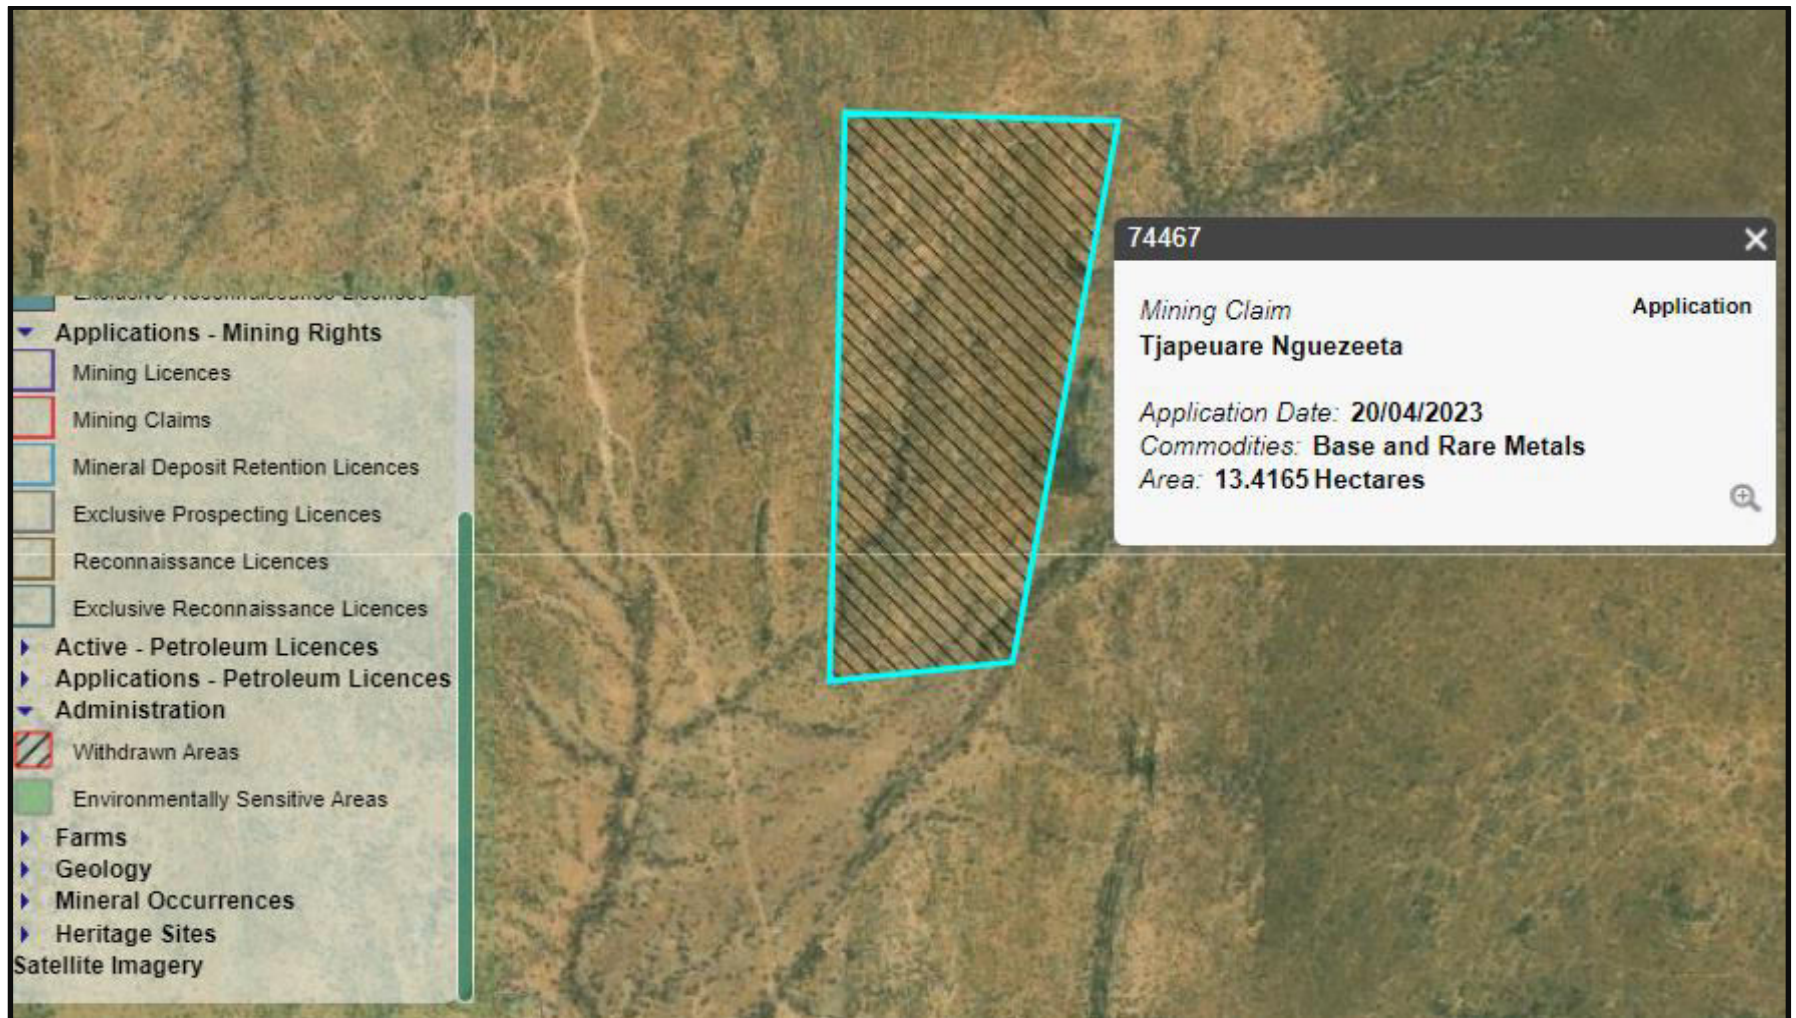 Exclusive Reconnaissance Licences
Applications - Mining Rights
Mining Licences
Mining Claims
Mineral Deposit Retention Licences
Exclusive Prospecting Licences
Reconnaissance Licences
Exclusive Reconnaissance Licences
Active - Petroleum Licences
Applications - Petroleum Licences
Administration
Withdrawn Areas
Environmentally Sensitive Areas
Farms
Geology
Mineral Occurrences
Heritage Sites
Satellite Imagery
74467
Mining Claim Application
Tjapeuare Nguezeeta
Application Date: 20/04/2023
Commodities: Base and Rare Metals
Area: 13.4165 Hectares